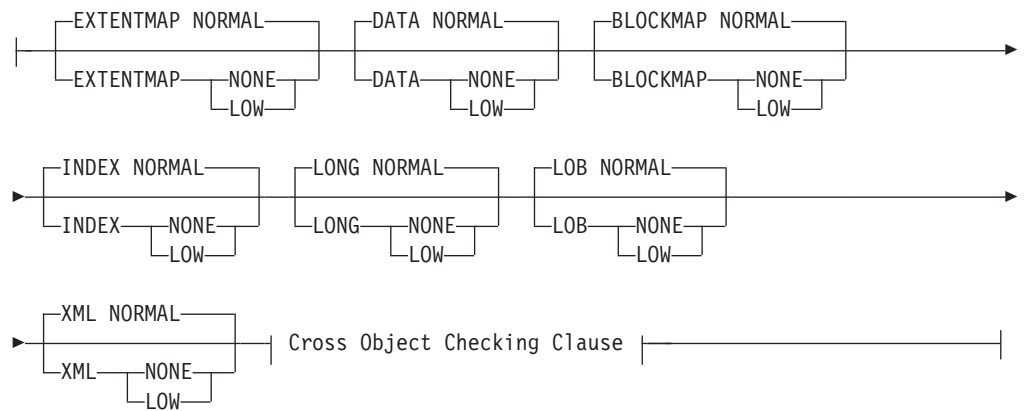 EXTENTMAP NORMAL DATA NORMAL BLOCKMAP NORMAL
EXTENTMAP NONE DATA NONE BLOCKMAP NONE
LOW LOW LOW
INDEX NORMAL LONG NORMAL LOB NORMAL
INDEX NONE LONG NONE LOB NONE
LOW LOW LOW
XML NORMAL
Cross Object Checking Clause
XML NONE
LOW